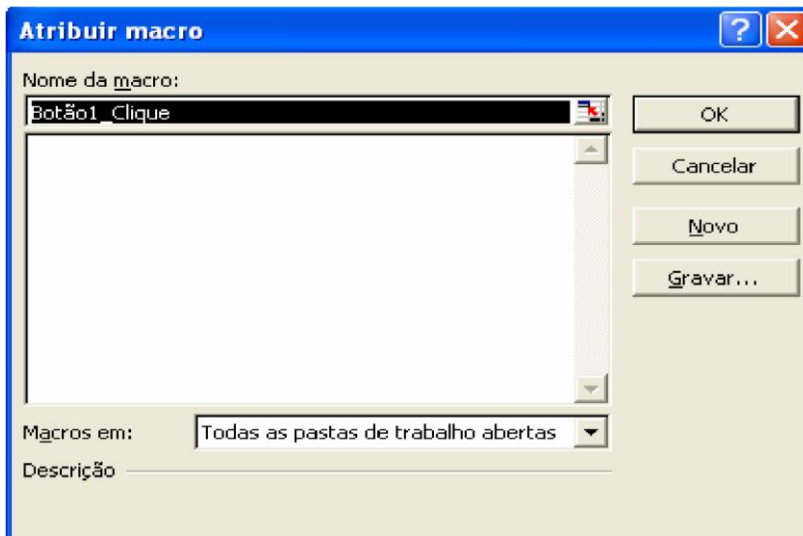 Atribuir macro
Nome da macro:
Botão1_Clique
OK
Cancelar
Novo
Gravar...
Macros em: Todas as pastas de trabalho abertas
Descrição